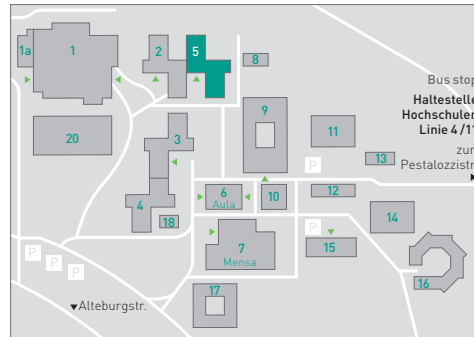 1a
1
2
5
8
Bus stop
Haltestelle
Hochschulen
Linie 4 /11
zur
Pestalozzistr.
9
11
20
3
13
P
6
Aula
10
12
4
18
14
P
P
P
P
7
Mensa
15
16
17
Alteburgstr.